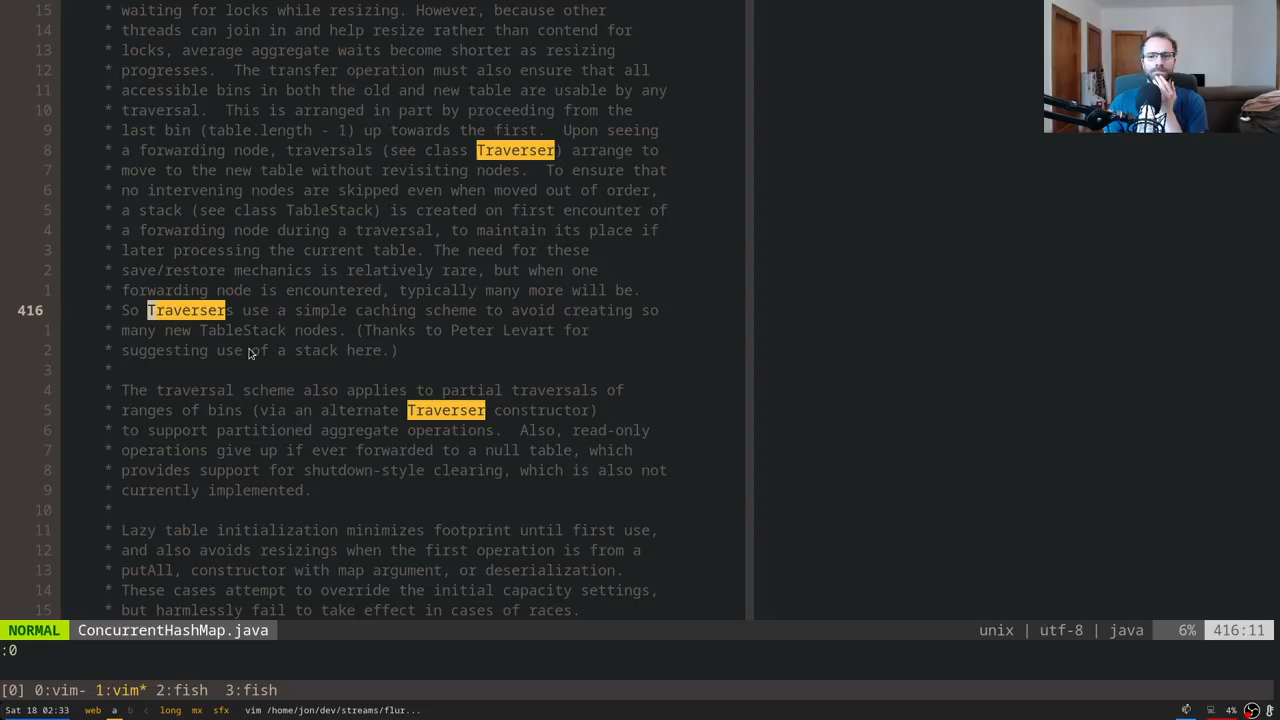 15 * waiting for locks while resizing. However, because other
14 * threads can join in and help resize rather than contend for
13 * locks, average aggregate waits become shorter as resizing
12 * progresses.  The transfer operation must also ensure that all
11 * accessible bins in both the old and new table are usable by any
10 * traversal.  This is arranged in part by proceeding from the
9 * last bin (table.length - 1) up towards the first.  Upon seeing
8 * a forwarding node, traversals (see class Traverser) arrange to
7 * move to the new table without revisiting nodes.  To ensure that
6 * no intervening nodes are skipped even when moved out of order,
5 * a stack (see class TableStack) is created on first encounter of
4 * a forwarding node during a traversal, to maintain its place if
3 * later processing the current table. The need for these
2 * save/restore mechanics is relatively rare, but when one
1 * forwarding node is encountered, typically many more will be.
416 * So Traversers use a simple caching scheme to avoid creating so
1 * many new TableStack nodes. (Thanks to Peter Levart for
2 * suggesting use of a stack here.)
3 *
4 * The traversal scheme also applies to partial traversals of
5 * ranges of bins (via an alternate Traverser constructor)
6 * to support partitioned aggregate operations.  Also, read-only
7 * operations give up if ever forwarded to a null table, which
8 * provides support for shutdown-style clearing, which is also not
9 * currently implemented.
10 *
11 * Lazy table initialization minimizes footprint until first use,
12 * and also avoids resizings when the first operation is from a
13 * putAll, constructor with map argument, or deserialization.
14 * These cases attempt to override the initial capacity settings,
15 * but harmlessly fail to take effect in cases of races.
NORMAL ConcurrentHashMap.java unix | utf-8 | java 6% 416:11
:0
[0] 0:vim- 1:vim* 2:fish 3:fish
Sat 18 02:33 web a b c long mx sfx vim /home/jon/dev/streams/flur... 4%